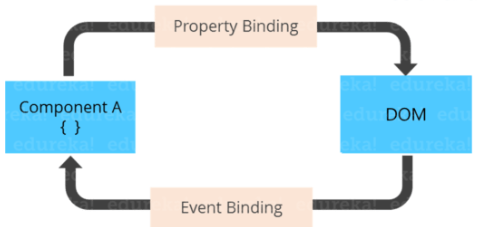 Property Binding
Component A
{ }
DOM
Event Binding